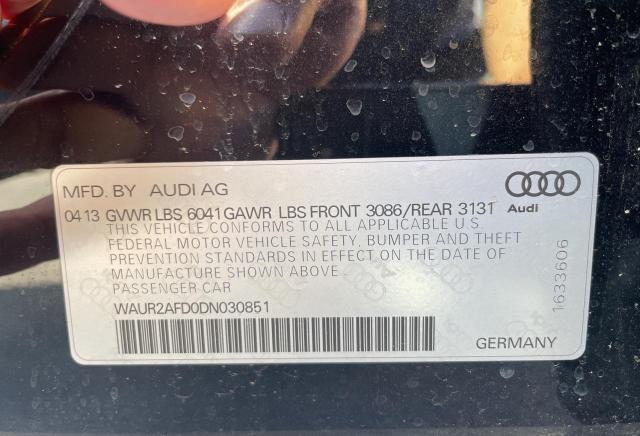 MFD. BY AUDI AG
0413 GVWR LBS 6041 GAWR LBS FRONT 3086/REAR 3131
Audi
THIS VEHICLE CONFORMS TO ALL APPLICABLE U.S.
FEDERAL MOTOR VEHICLE SAFETY, BUMPER AND THEFT
PREVENTION STANDARDS IN EFFECT ON THE DATE OF
MANUFACTURE SHOWN ABOVE.
PASSENGER CAR
WAUR2AFD0DN030851
GERMANY
1633606